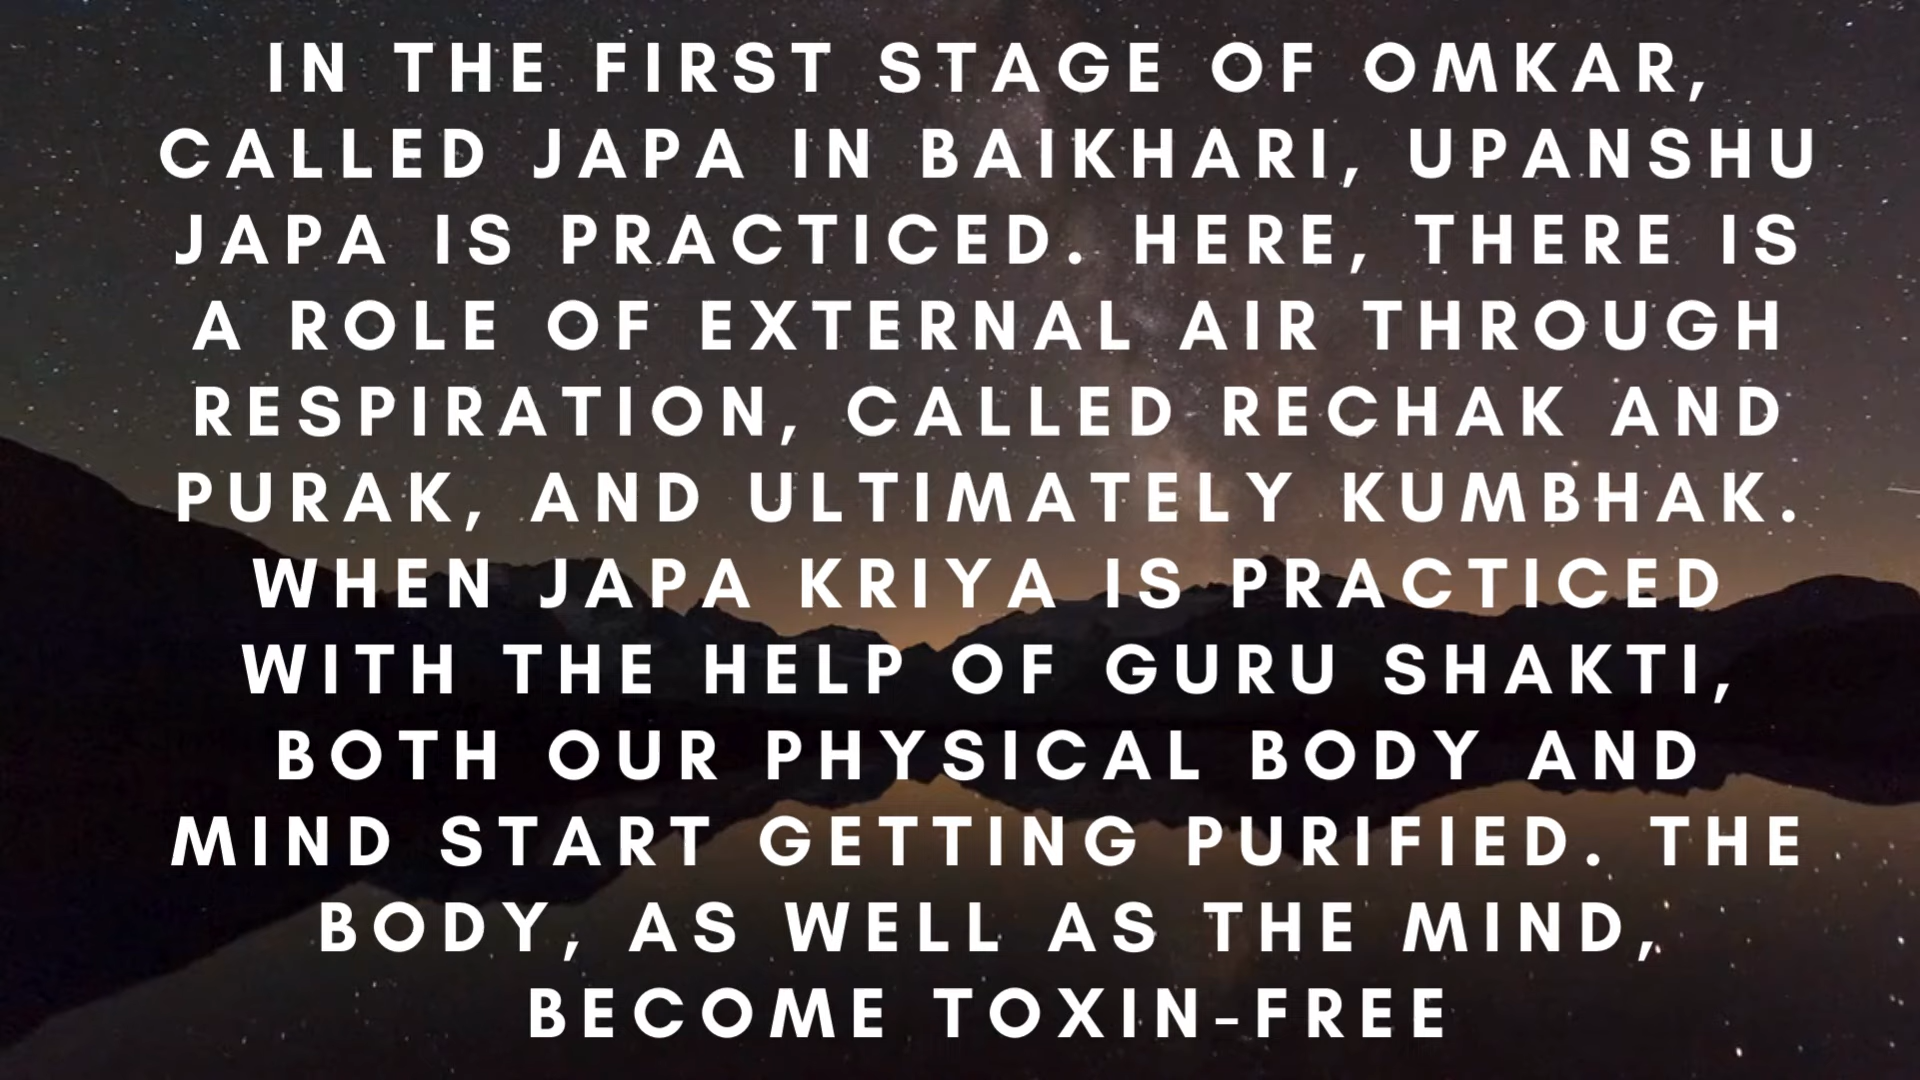 IN THE FIRST STAGE OF OMKAR,
CALLED JAPA IN BAIKHARI, UPANSHU
JAPA IS PRACTICED. HERE, THERE IS
A ROLE OF EXTERNAL AIR THROUGH
RESPIRATION, CALLED RECHAK AND
PURAK, AND ULTIMATELY KUMBHAK.
WHEN JAPA KRIYA IS PRACTICED
WITH THE HELP OF GURU SHAKTI,
BOTH OUR PHYSICAL BODY AND
MIND START GETTING PURIFIED. THE
BODY, AS WELL AS THE MIND,
BECOME TOXIN-FREE